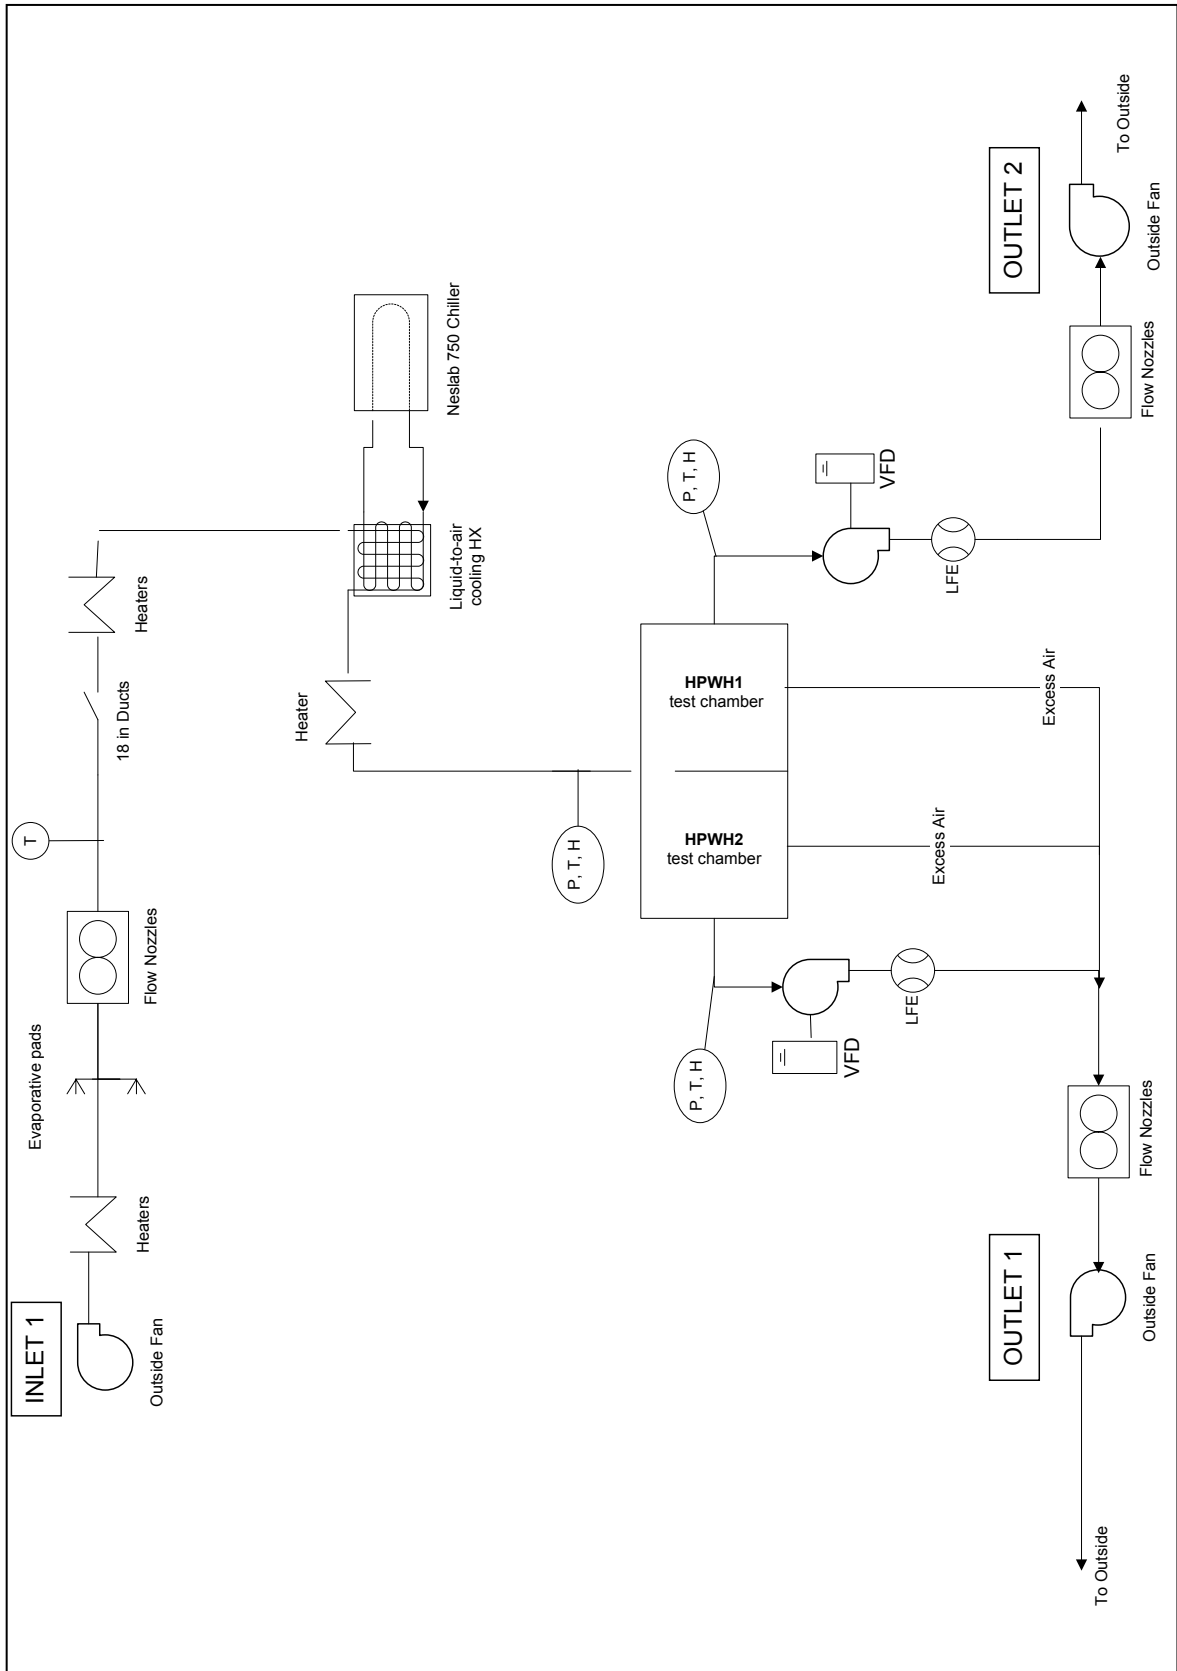 INLET 1
Outside Fan
Heaters
Evaporative pads
Flow Nozzles
T
18 in Ducts
Heaters
Heater
Liquid-to-air
cooling HX
Neslab 750 Chiller
P, T, H
HPWH2
test chamber
HPWH1
test chamber
P, T, H
VFD
LFE
P, T, H
VFD
LFE
Excess Air
Excess Air
To Outside
OUTLET 1
Outside Fan
Flow Nozzles
Flow Nozzles
OUTLET 2
Outside Fan
To Outside